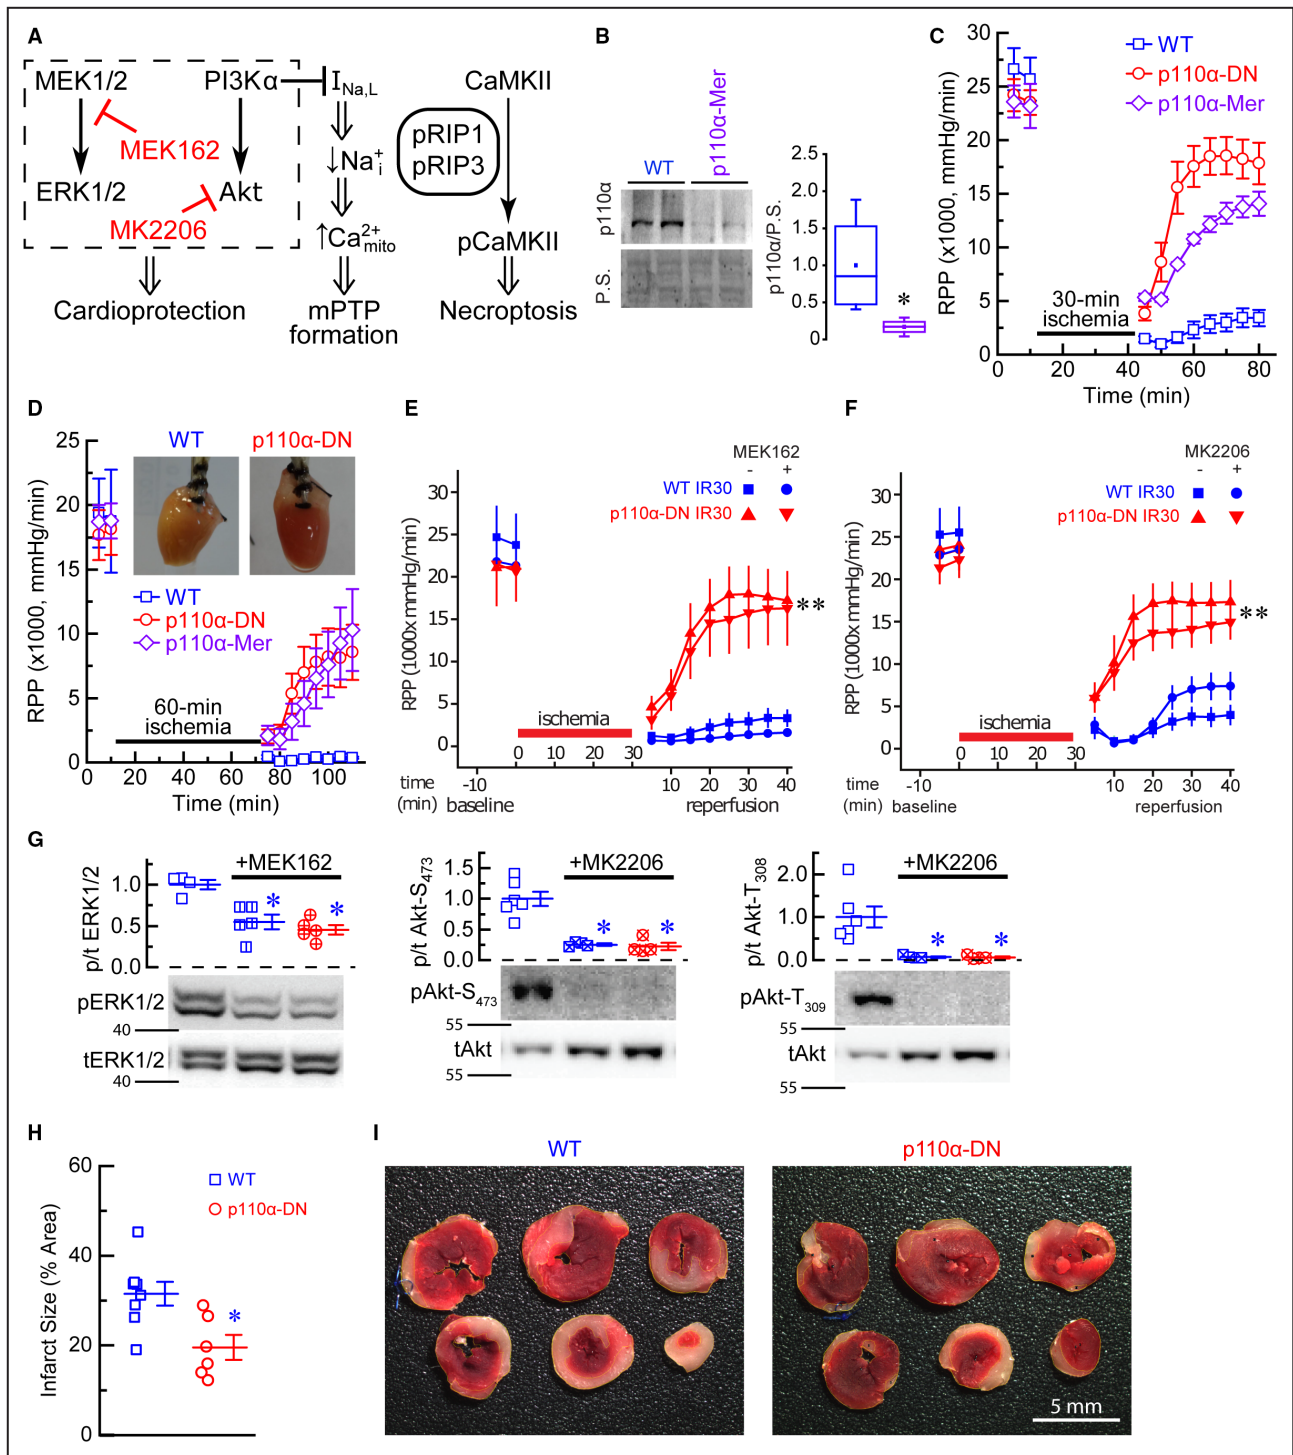 A
MEK1/2
PI3Kα
I Na,L
CaMKII
MEK162
pRIP1
pRIP3
↓Na i +
ERK1/2
Akt
MK2206
↑Ca 2+ mito
pCaMKII
Cardioprotection
mPTP
formation
Necroptosis
B
WT
p110α-Mer
p110α
P.S.
p110α/P.S.
2.5
2.0
1.5
1.0
0.5
0
*
C
WT
p110α-DN
p110α-Mer
RPP (x1000, mmHg/min)
30
25
20
15
10
5
0
30-min
ischemia
0 20 40 60 80
Time (min)
D
WT
p110α-DN
RPP (x1000, mmHg/min)
25
20
15
10
5
0
WT
p110α-DN
p110α-Mer
60-min
ischemia
0 20 40 60 80 100
Time (min)
E
MEK162
- +
WT IR30
p110α-DN IR30
RPP (1000x mmHg/min)
30
25
20
15
10
5
0
**
ischemia
0 10 20 30
time
(min)
-10
10 20 30 40
baseline
reperfusion
F
MK2206
- +
WT IR30
p110α-DN IR30
RPP (1000x mmHg/min)
30
25
20
15
10
5
0
**
ischemia
0 10 20 30
time
(min)
-10
10 20 30 40
baseline
reperfusion
G
+MEK162
p/t ERK1/2
1.0
0.5
0.0
* *
pERK1/2
40
tERK1/2
40
+MK2206
p/t Akt-S473
1.5
1.0
0.5
0.0
* *
pAkt-S473
55
tAkt
55
+MK2206
p/t Akt-T308
2.0
1.0
0.0
* *
pAkt-T309
55
tAkt
55
H
WT
p110α-DN
Infarct Size (% Area)
60
40
20
0
*
I
WT
p110α-DN
5 mm